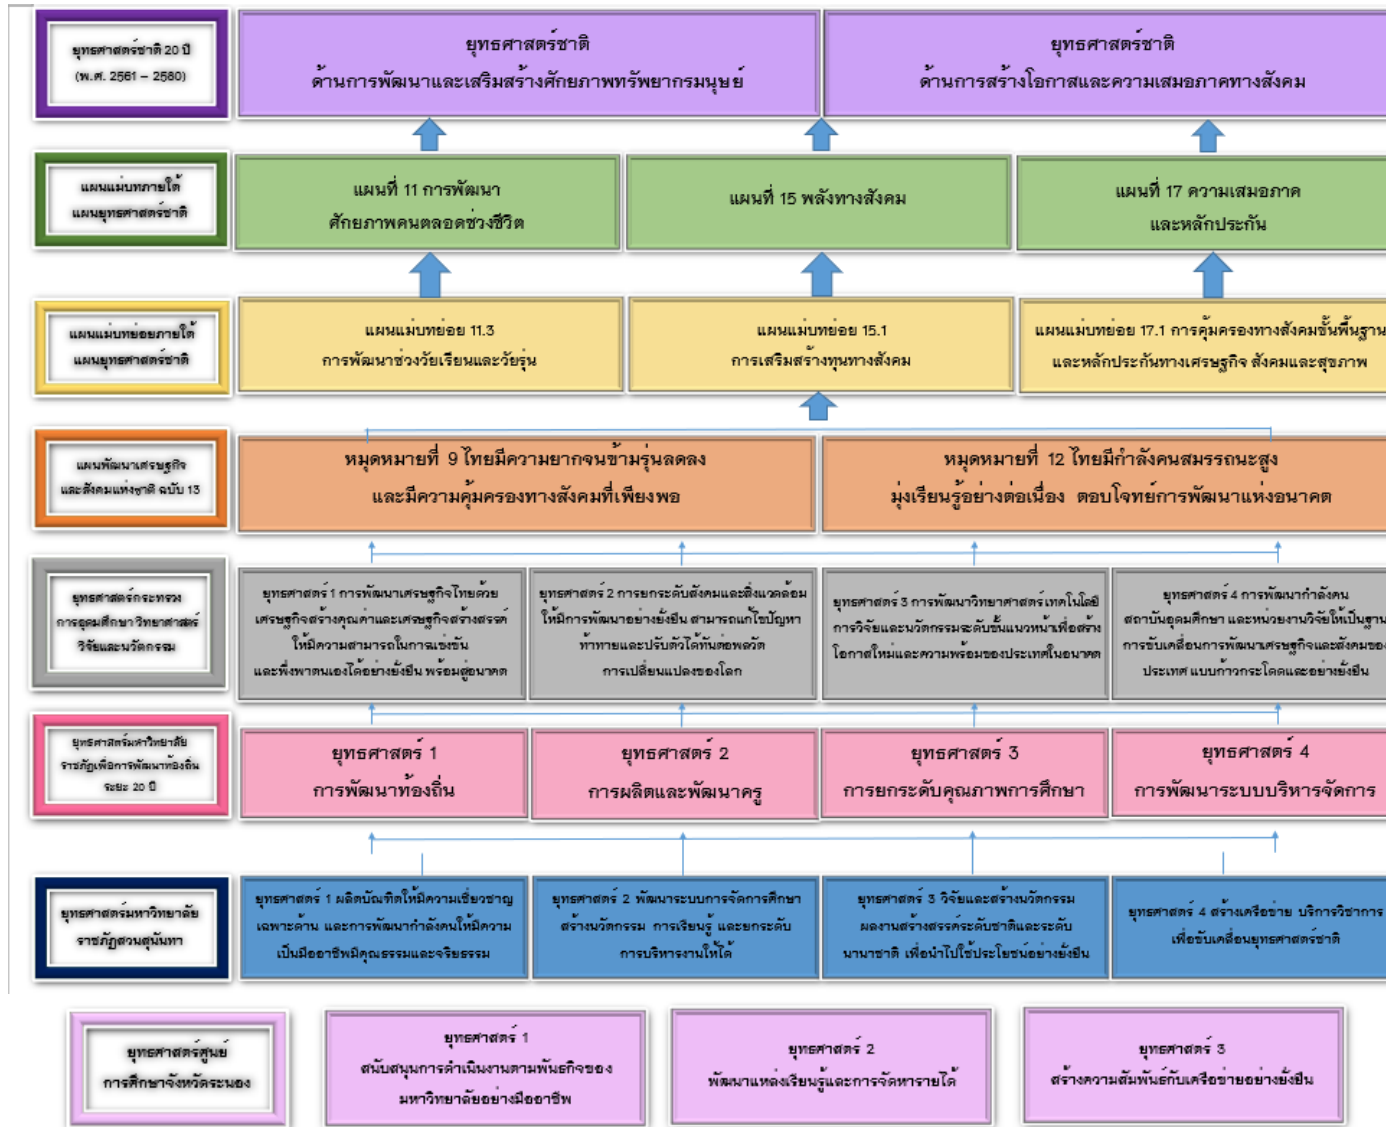 ยุทธศาสตร์ชาติ 20 ปี
(พ.ศ. 2561 – 2580)
ยุทธศาสตร์ชาติ
ด้านการพัฒนาและเสริมสร้างศักยภาพทรัพยากรมนุษย์
ยุทธศาสตร์ชาติ
ด้านการสร้างโอกาสและความเสมอภาคทางสังคม
แผนแม่บทภายใต้
แผนยุทธศาสตร์ชาติ
แผนที่ 11 การพัฒนา
ศักยภาพคนตลอดช่วงชีวิต
แผนที่ 15 พลังทางสังคม
แผนที่ 17 ความเสมอภาค
และหลักประกัน
แผนแม่บทย่อยภายใต้
แผนยุทธศาสตร์ชาติ
แผนแม่บทย่อย 11.3
การพัฒนาช่วงวัยเรียนและวัยรุ่น
แผนแม่บทย่อย 15.1
การเสริมสร้างทุนทางสังคม
แผนแม่บทย่อย 17.1 การคุ้มครองทางสังคมขั้นพื้นฐาน
และหลักประกันทางเศรษฐกิจ สังคมและสุขภาพ
แผนพัฒนาเศรษฐกิจ
และสังคมแห่งชาติ ฉบับ 13
หมุดหมายที่ 9 ไทยมีความยากจนข้ามรุ่นลดลง
และมีความคุ้มครองทางสังคมที่เพียงพอ
หมุดหมายที่ 12 ไทยมีกำลังคนสมรรถนะสูง
มุ่งเรียนรู้อย่างต่อเนื่อง ตอบโจทย์การพัฒนาแห่งอนาคต
ยุทธศาสตร์กระทรวง
การอุดมศึกษา วิทยาศาสตร์
วิจัยและนวัตกรรม
ยุทธศาสตร์ 1 การพัฒนาเศรษฐกิจไทยด้วย
เศรษฐกิจสร้างคุณค่าและเศรษฐกิจสร้างสรรค์
ให้มีความสามารถในการแข่งขัน
และพึ่งพาตนเองได้อย่างยั่งยืน พร้อมสู่อนาคต
ยุทธศาสตร์ 2 การยกระดับสังคมและสิ่งแวดล้อม
ให้มีการพัฒนาอย่างยั่งยืน สามารถแก้ไขปัญหา
ท้าทายและปรับตัวได้ทันต่อพลวัต
การเปลี่ยนแปลงของโลก
ยุทธศาสตร์ 3 การพัฒนาวิทยาศาสตร์เทคโนโลยี
การวิจัยและนวัตกรรมระดับขั้นแนวหน้าเพื่อสร้าง
โอกาสใหม่และความพร้อมของประเทศในอนาคต
ยุทธศาสตร์ 4 การพัฒนากำลังคน
สถาบันอุดมศึกษา และหน่วยงานวิจัยให้เป็นฐาน
การขับเคลื่อนการพัฒนาเศรษฐกิจและสังคมของ
ประเทศ แบบก้าวกระโดดและอย่างยั่งยืน
ยุทธศาสตร์มหาวิทยาลัย
ราชภัฏเพื่อการพัฒนาท้องถิ่น
ระยะ 20 ปี
ยุทธศาสตร์ 1
การพัฒนาท้องถิ่น
ยุทธศาสตร์ 2
การผลิตและพัฒนาครู
ยุทธศาสตร์ 3
การยกระดับคุณภาพการศึกษา
ยุทธศาสตร์ 4
การพัฒนาระบบบริหารจัดการ
ยุทธศาสตร์มหาวิทยาลัย
ราชภัฏสวนสุนันทา
ยุทธศาสตร์ 1 ผลิตบัณฑิตให้มีความเชี่ยวชาญ
เฉพาะด้าน และการพัฒนากำลังคนให้มีความ
เป็นมืออาชีพมีคุณธรรมและจริยธรรม
ยุทธศาสตร์ 2 พัฒนาระบบการจัดการศึกษา
สร้างนวัตกรรม การเรียนรู้ และยกระดับ
การบริหารงานให้ได้
ยุทธศาสตร์ 3 วิจัยและสร้างนวัตกรรม
ผลงานสร้างสรรค์ระดับชาติและระดับ
นานาชาติ เพื่อนำไปใช้ประโยชน์อย่างยั่งยืน
ยุทธศาสตร์ 4 สร้างเครือข่าย บริการวิชาการ
เพื่อขับเคลื่อนยุทธศาสตร์ชาติ
ยุทธศาสตร์ศูนย์
การศึกษาจังหวัดระนอง
ยุทธศาสตร์ 1
สนับสนุนการดำเนินงานตามพันธกิจของ
มหาวิทยาลัยอย่างมืออาชีพ
ยุทธศาสตร์ 2
พัฒนาแหล่งเรียนรู้และการจัดหารายได้
ยุทธศาสตร์ 3
สร้างความสัมพันธ์กับเครือข่ายอย่างยั่งยืน